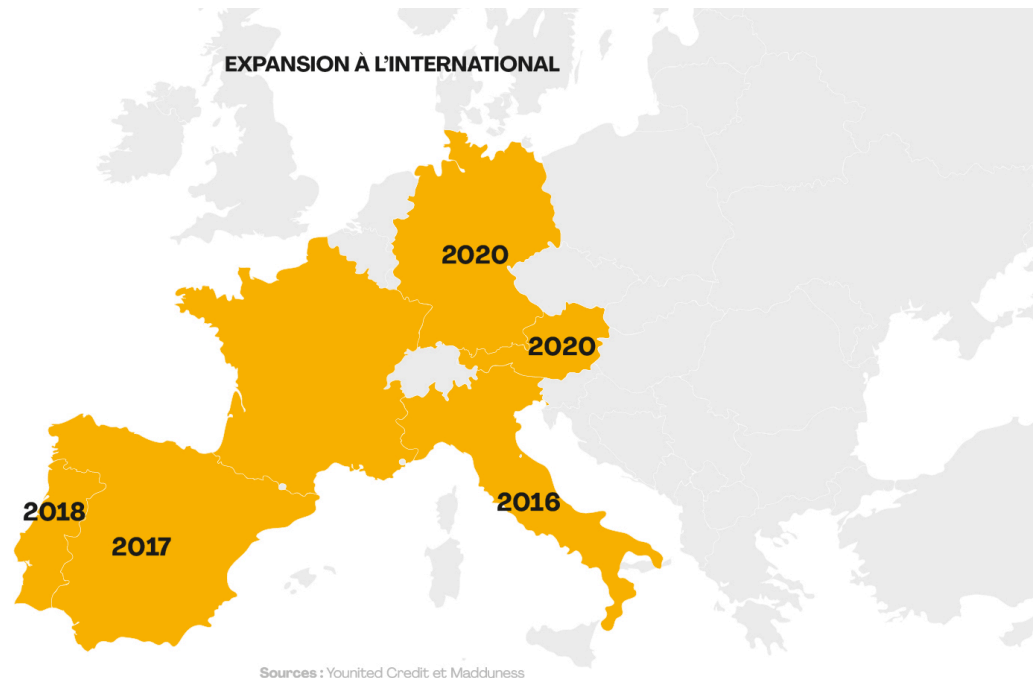 EXPANSION À L'INTERNATIONAL
2020
2020
2016
2018
2017
Sources : Younited Credit et Madduness